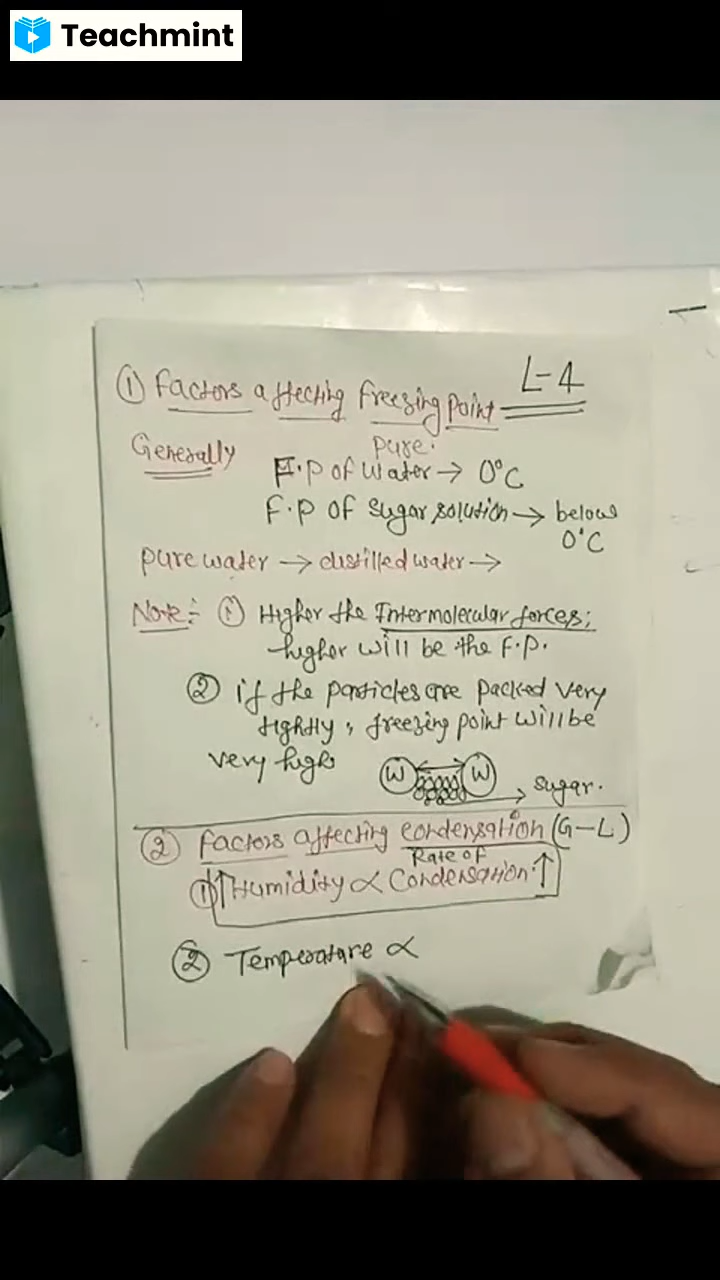 Teachmint
L-4
① Factors affecting freezing point
Generally
pure.
F.p of water → 0°C
F.p of sugar solution → below
0°C
pure water → distilled water →
Note:- ① Higher the Intermolecular forces;
higher will be the F.p.
② if the particles are packed very
tightly, freezing point will be
very high
W W
sugar.
② factors affecting condensation (G-L)
Rate of
① ↑ Humidity ∝ Condensation ↑
② Temperature ∝